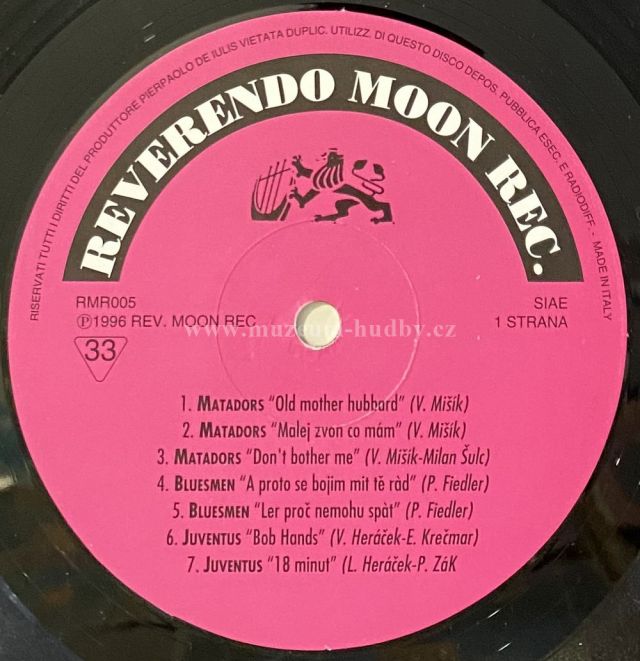 RISERVATI TUTTI I DIRITTI DEL PRODUTTORE PIERPAOLO DE IULIS VIETATA DUPLIC. UTILIZZ. DI QUESTO DISCO DEPOS. PUBBLICA ESEC. E RADIODIFF. - MADE IN ITALY
REVERENDO MOON REC.
RMR005
SIAE
℗1996 REV. MOON REC
1 STRANA
www.muzeum-hudby.cz
33
1. MATADORS "Old mother hubbard" (V. Mišík)
2. MATADORS "Malej zvon co mám" (V. Mišík)
3. MATADORS "Don't bother me" (V. Mišík-Milan Šulc)
4. BLUESMEN "A proto se bojim mit tě ràd" (P. Fiedler)
5. BLUESMEN "Ler proč nemohu spàt" (P. Fiedler)
6. JUVENTUS "Bob Hands" (V. Heráček-E. Krečmar)
7. JUVENTUS "18 minut" (L. Heráček-P. ZáK